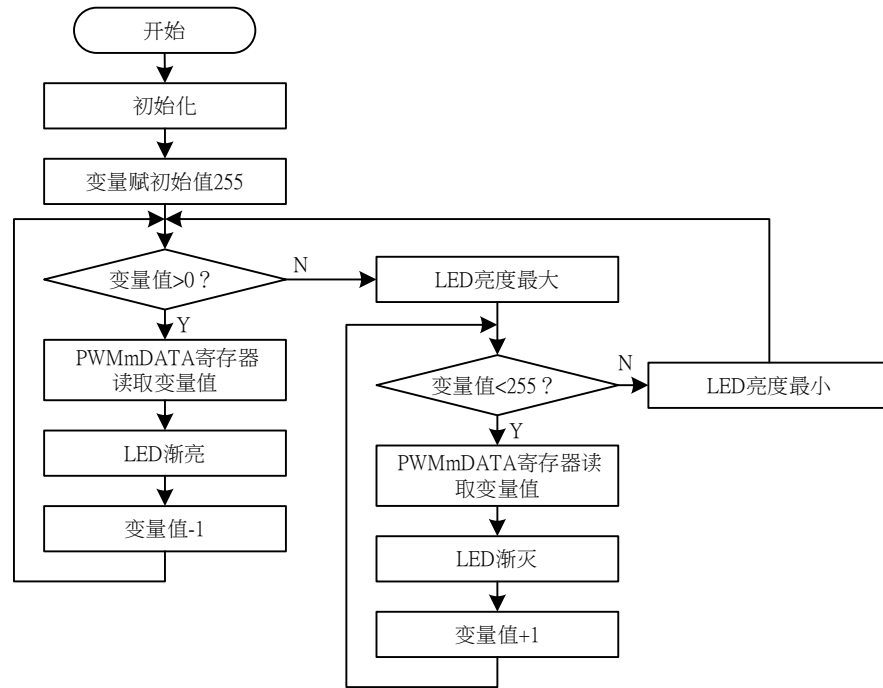 开始
初始化
变量赋初始值255
变量值>0？
N
LED亮度最大
Y
PWMmDATA寄存器
读取变量值
变量值<255？
N
LED亮度最小
LED渐亮
Y
PWMmDATA寄存器读
取变量值
变量值-1
LED渐灭
变量值+1